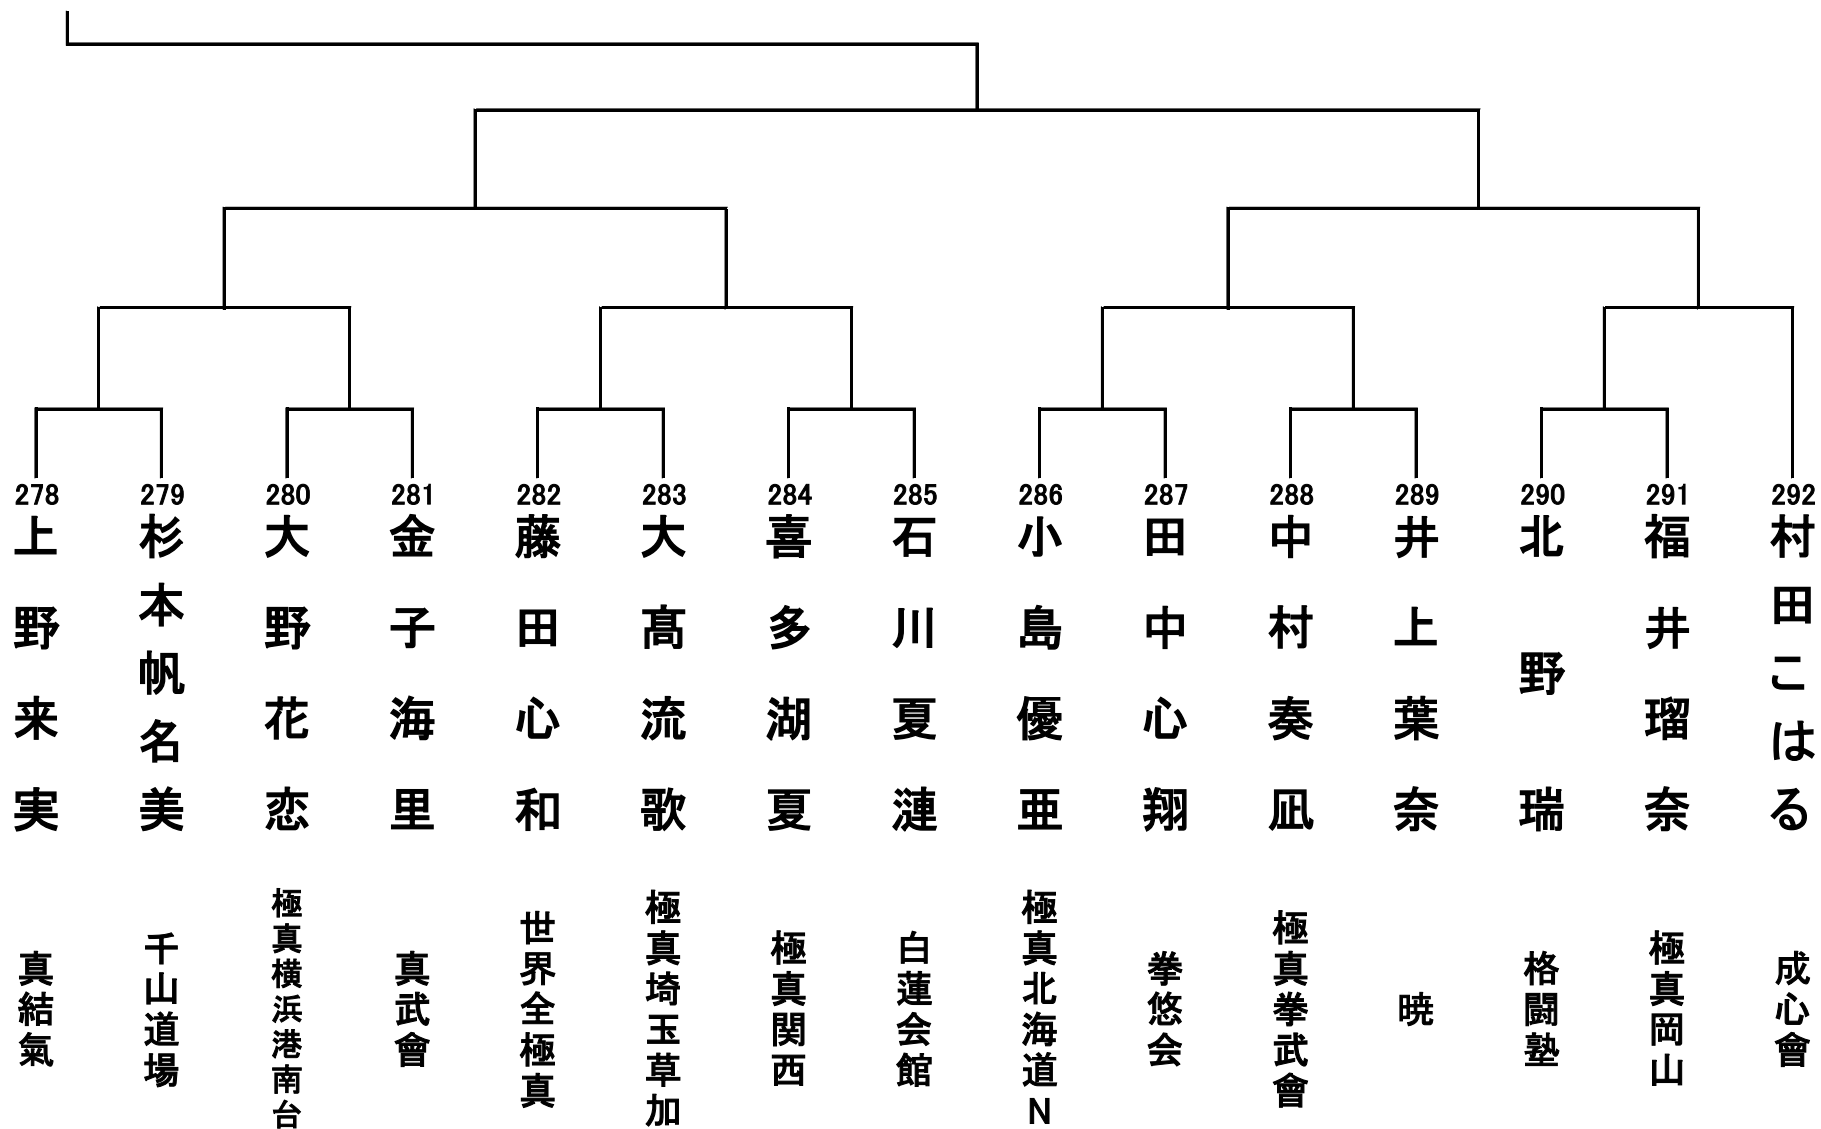 278
上野来実
真結氣
279
杉本帆名美
千山道場
280
大野花恋
極真横浜港南台
281
金子海里
真武會
282
藤田心和
世界全極真
283
大髙流歌
極真埼玉草加
284
喜多湖夏
極真関西
285
石川夏漣
白蓮会館
286
小島優亜
極真北海道N
287
田中心翔
拳悠会
288
中村奏凪
極真拳武會
289
井上葉奈
暁
290
北野瑞
格闘塾
291
福井瑠奈
極真岡山
292
村田こはる
成心會